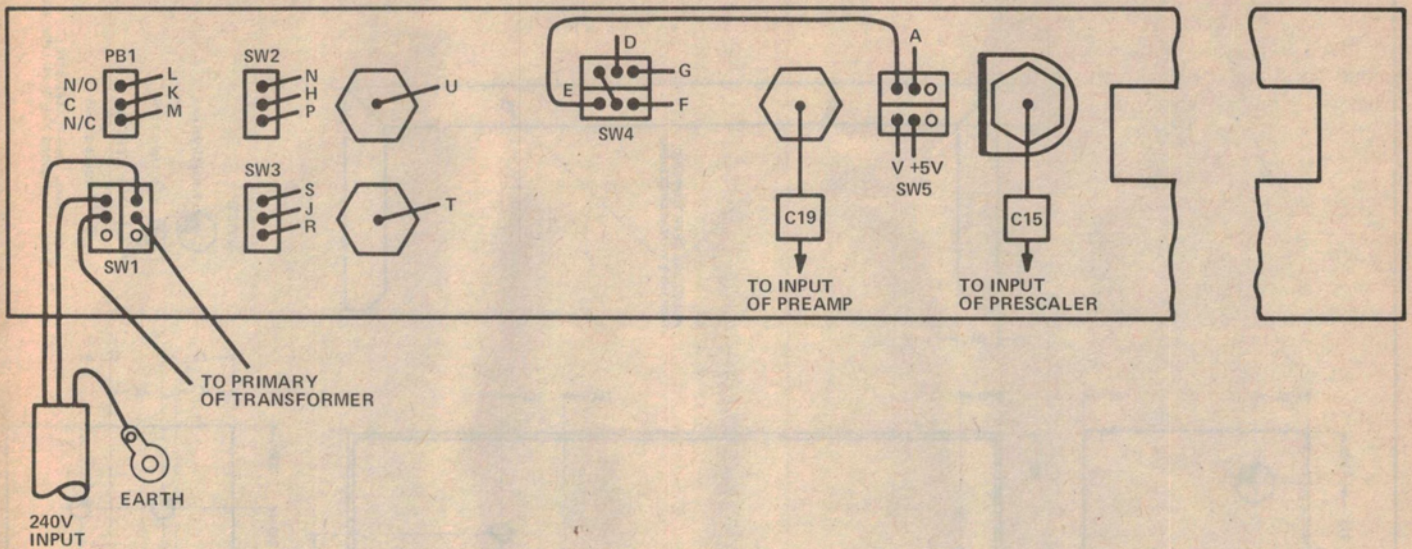 PB1
N/O
C
N/C
L
K
M
SW2
N
H
P
U
SW3
S
J
R
T
SW1
D
G
E
F
SW4
A
V +5V
SW5
C19
C15
TO INPUT
OF PREAMP
TO INPUT
OF PRESCALER
TO PRIMARY
OF TRANSFORMER
EARTH
240V
INPUT